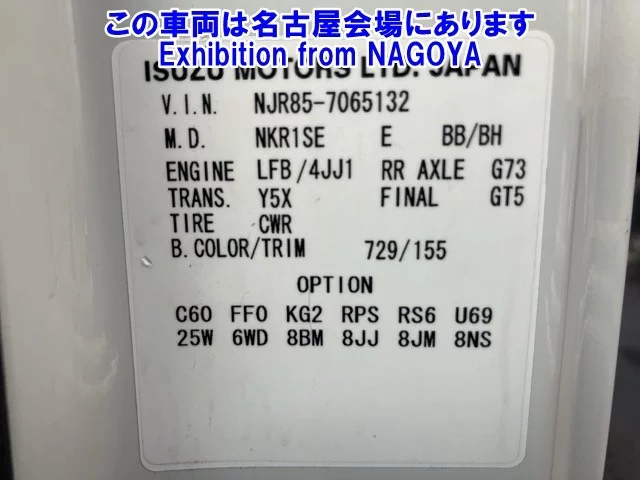 この車両は名古屋会場にあります
Exhibition from NAGOYA
ISUZU MOTORS LTD. JAPAN
V.I.N. NJR85-7065132
M.D. NKR1SE E BB/BH
ENGINE LFB/4JJ1 RR AXLE G73
TRANS. Y5X FINAL GT5
TIRE CWR
B.COLOR/TRIM 729/155
OPTION
C60 FF0 KG2 RPS RS6 U69
25W 6WD 8BM 8JJ 8JM 8NS